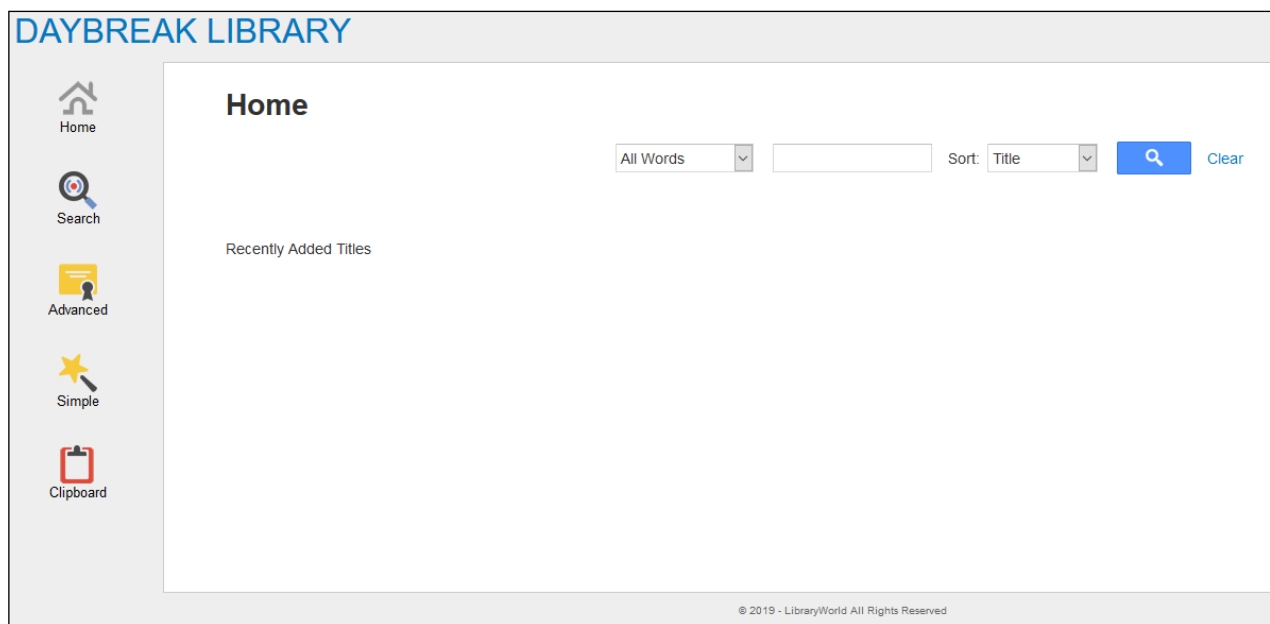 DAYBREAK LIBRARY
Home
Home
All Words Sort: Title Clear
Search
Recently Added Titles
Advanced
Simple
Clipboard
© 2019 - LibraryWorld All Rights Reserved